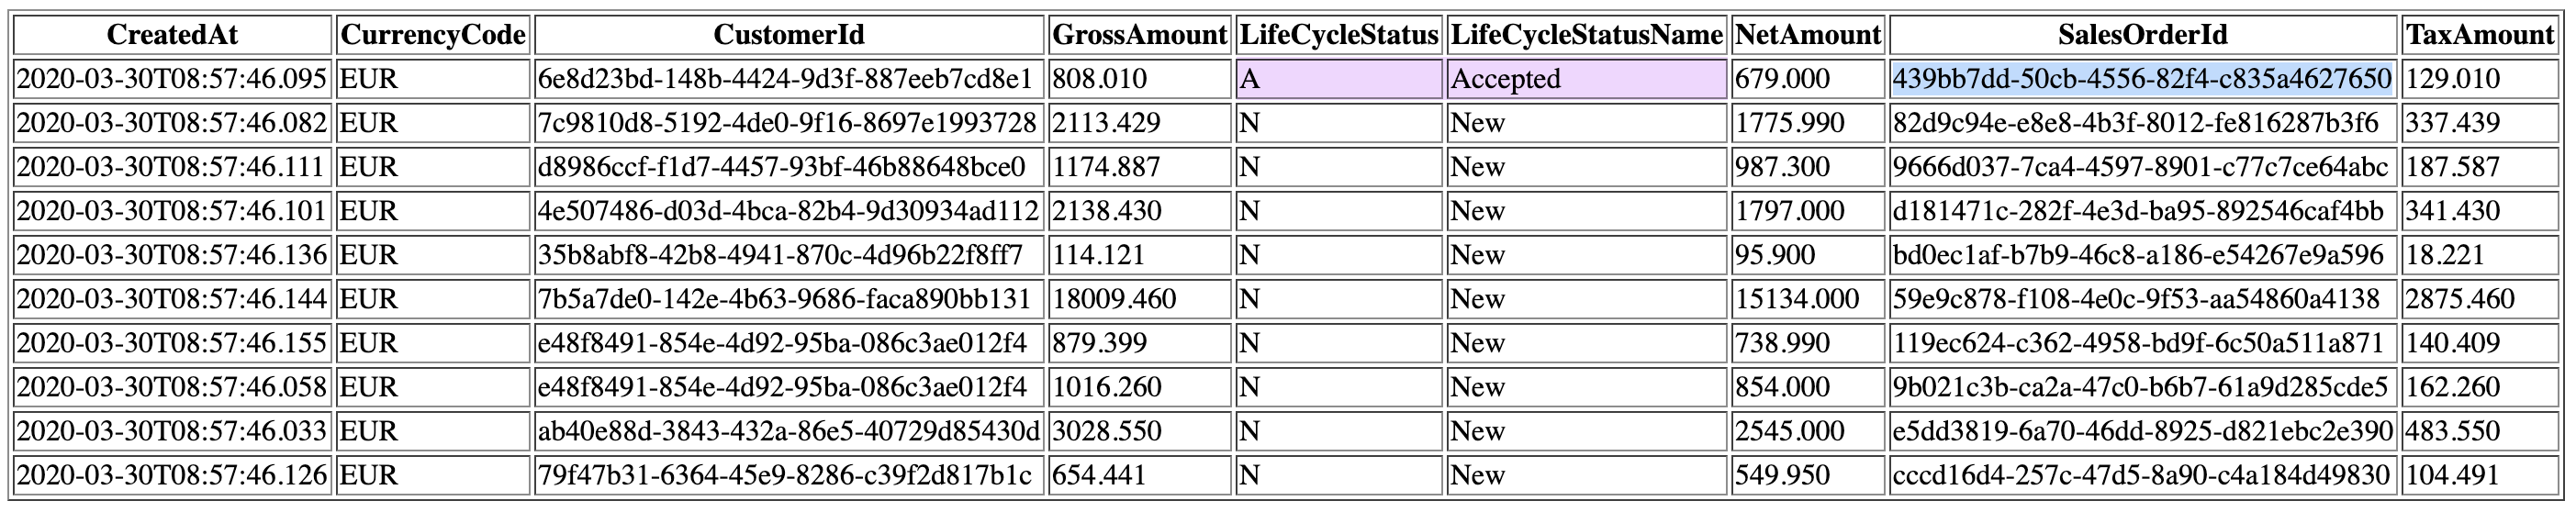 CreatedAt CurrencyCode CustomerId GrossAmount LifeCycleStatus LifeCycleStatusName NetAmount SalesOrderId TaxAmount
2020-03-30T08:57:46.095 EUR 6e8d23bd-148b-4424-9d3f-887eeb7cd8e1 808.010 A Accepted 679.000 439bb7dd-50cb-4556-82f4-c835a4627650 129.010
2020-03-30T08:57:46.082 EUR 7c9810d8-5192-4de0-9f16-8697e1993728 2113.429 N New 1775.990 82d9c94e-e8e8-4b3f-8012-fe816287b3f6 337.439
2020-03-30T08:57:46.111 EUR d8986ccf-f1d7-4457-93bf-46b88648bce0 1174.887 N New 987.300 9666d037-7ca4-4597-8901-c77c7ce64abc 187.587
2020-03-30T08:57:46.101 EUR 4e507486-d03d-4bca-82b4-9d30934ad112 2138.430 N New 1797.000 d181471c-282f-4e3d-ba95-892546caf4bb 341.430
2020-03-30T08:57:46.136 EUR 35b8abf8-42b8-4941-870c-4d96b22f8ff7 114.121 N New 95.900 bd0ec1af-b7b9-46c8-a186-e54267e9a596 18.221
2020-03-30T08:57:46.144 EUR 7b5a7de0-142e-4b63-9686-faca890bb131 18009.460 N New 15134.000 59e9c878-f108-4e0c-9f53-aa54860a4138 2875.460
2020-03-30T08:57:46.155 EUR e48f8491-854e-4d92-95ba-086c3ae012f4 879.399 N New 738.990 119ec624-c362-4958-bd9f-6c50a511a871 140.409
2020-03-30T08:57:46.058 EUR e48f8491-854e-4d92-95ba-086c3ae012f4 1016.260 N New 854.000 9b021c3b-ca2a-47c0-b6b7-61a9d285cde5 162.260
2020-03-30T08:57:46.033 EUR ab40e88d-3843-432a-86e5-40729d85430d 3028.550 N New 2545.000 e5dd3819-6a70-46dd-8925-d821ebc2e390 483.550
2020-03-30T08:57:46.126 EUR 79f47b31-6364-45e9-8286-c39f2d817b1c 654.441 N New 549.950 cccd16d4-257c-47d5-8a90-c4a184d49830 104.491